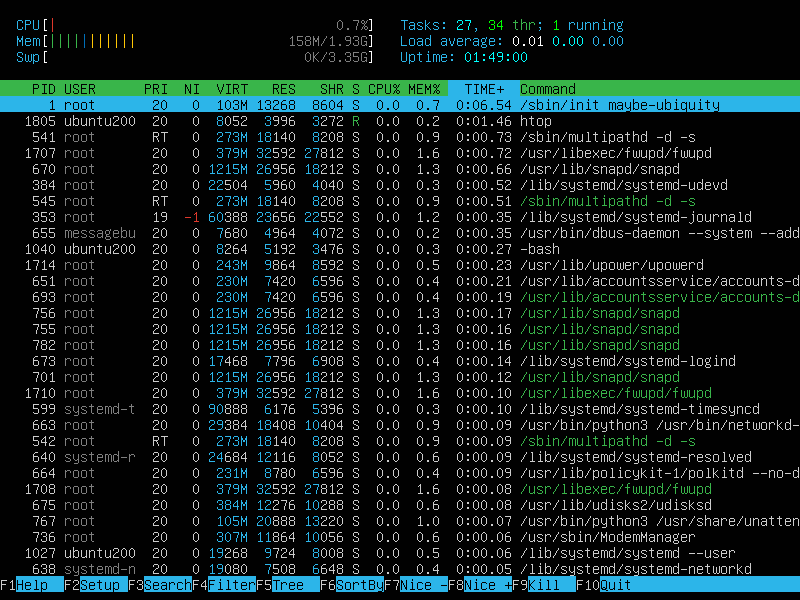 CPU[| 0.7%] Tasks: 27, 34 thr; 1 running
Mem[||||||||||| 158M/1.93G] Load average: 0.01 0.00 0.00
Swp[ 0K/3.35G] Uptime: 01:49:00
PID USER PRI NI VIRT RES SHR S CPU% MEM% TIME+ Command
1 root 20 0 103M 13268 8604 S 0.0 0.7 0:06.54 /sbin/init maybe-ubiquity
1805 ubuntu200 20 0 8052 3996 3272 R 0.0 0.2 0:01.46 htop
541 root RT 0 273M 18140 8208 S 0.0 0.9 0:00.73 /sbin/multipathd -d -s
1707 root 20 0 379M 32592 27812 S 0.0 1.6 0:00.72 /usr/libexec/fwupd/fwupd
670 root 20 0 1215M 26956 18212 S 0.0 1.3 0:00.66 /usr/lib/snapd/snapd
384 root 20 0 22504 5960 4040 S 0.0 0.3 0:00.52 /lib/systemd/systemd-udevd
545 root RT 0 273M 18140 8208 S 0.0 0.9 0:00.51 /sbin/multipathd -d -s
353 root 19 -1 60388 23656 22552 S 0.0 1.2 0:00.35 /lib/systemd/systemd-journald
655 messagebu 20 0 7680 4964 4072 S 0.0 0.2 0:00.35 /usr/bin/dbus-daemon --system --add
1040 ubuntu200 20 0 8264 5192 3476 S 0.0 0.3 0:00.27 -bash
1714 root 20 0 243M 9864 8592 S 0.0 0.5 0:00.23 /usr/lib/upower/upowerd
651 root 20 0 230M 7420 6596 S 0.0 0.4 0:00.21 /usr/lib/accountsservice/accounts-d
693 root 20 0 230M 7420 6596 S 0.0 0.4 0:00.19 /usr/lib/accountsservice/accounts-d
756 root 20 0 1215M 26956 18212 S 0.0 1.3 0:00.17 /usr/lib/snapd/snapd
755 root 20 0 1215M 26956 18212 S 0.0 1.3 0:00.16 /usr/lib/snapd/snapd
782 root 20 0 1215M 26956 18212 S 0.0 1.3 0:00.16 /usr/lib/snapd/snapd
673 root 20 0 17468 7796 6908 S 0.0 0.4 0:00.14 /lib/systemd/systemd-logind
701 root 20 0 1215M 26956 18212 S 0.0 1.3 0:00.12 /usr/lib/snapd/snapd
1710 root 20 0 379M 32592 27812 S 0.0 1.6 0:00.10 /usr/libexec/fwupd/fwupd
599 systemd-t 20 0 90888 6176 5396 S 0.0 0.3 0:00.10 /lib/systemd/systemd-timesyncd
663 root 20 0 29384 18408 10404 S 0.0 0.9 0:00.09 /usr/bin/python3 /usr/bin/networkd-
542 root RT 0 273M 18140 8208 S 0.0 0.9 0:00.09 /sbin/multipathd -d -s
640 systemd-r 20 0 24684 12116 8052 S 0.0 0.6 0:00.09 /lib/systemd/systemd-resolved
664 root 20 0 231M 8780 6596 S 0.0 0.4 0:00.09 /usr/lib/policykit-1/polkitd --no-d
1708 root 20 0 379M 32592 27812 S 0.0 1.6 0:00.08 /usr/libexec/fwupd/fwupd
675 root 20 0 384M 12276 10288 S 0.0 0.6 0:00.08 /usr/lib/udisks2/udisksd
767 root 20 0 105M 20888 13220 S 0.0 1.0 0:00.07 /usr/bin/python3 /usr/share/unatten
736 root 20 0 307M 11864 10056 S 0.0 0.6 0:00.06 /usr/sbin/ModemManager
1027 ubuntu200 20 0 19268 9724 8008 S 0.0 0.5 0:00.06 /lib/systemd/systemd --user
638 systemd-n 20 0 19080 7508 6648 S 0.0 0.4 0:00.05 /lib/systemd/systemd-networkd
F1Help F2Setup F3SearchF4FilterF5Tree F6SortByF7Nice -F8Nice +F9Kill F10Quit